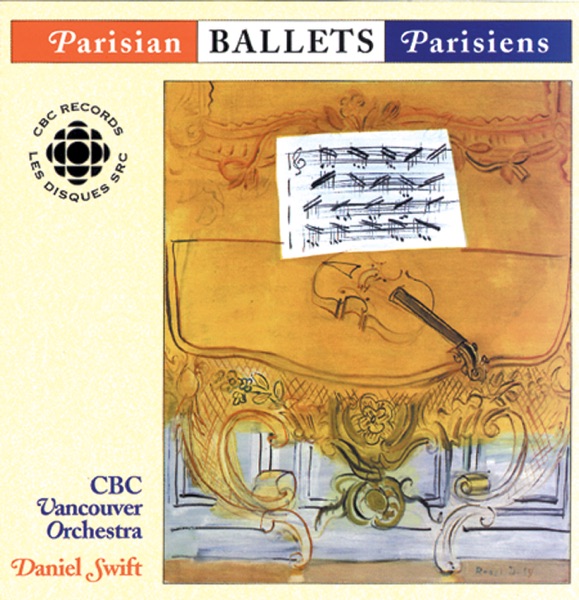 Parisian BALLETS Parisiens
CBC RECORDS
LES DISQUES SRC
CBC
Vancouver
Orchestra
Daniel Swift